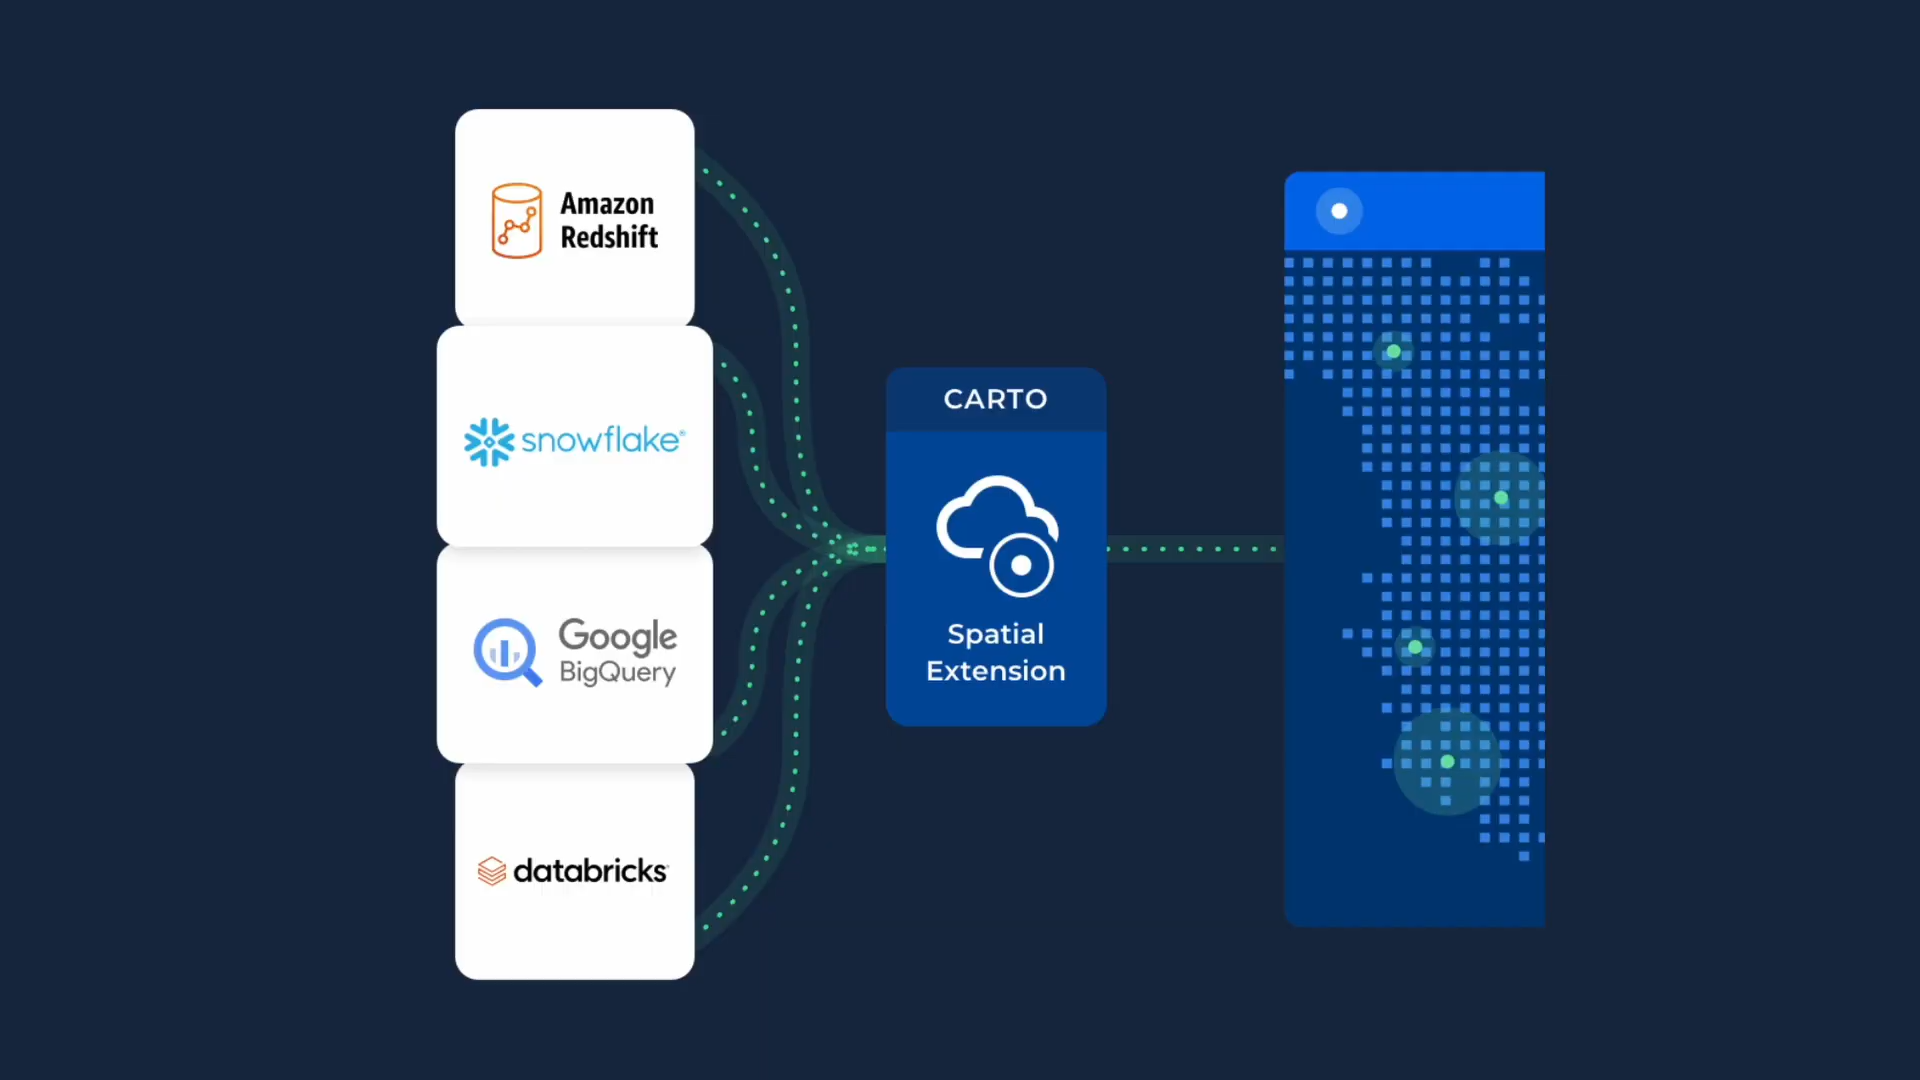 Amazon
Redshift
snowflake®
Google
BigQuery
databricks
CARTO
Spatial
Extension